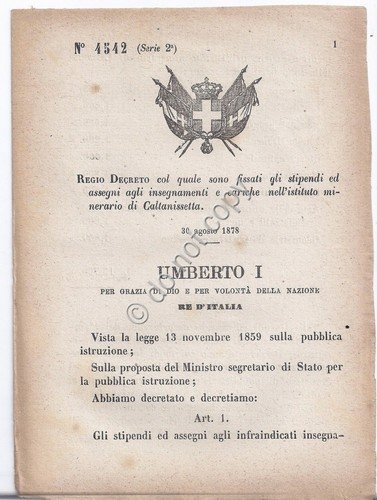 N° 4542 (Serie 2ª)
1
REGIO DECRETO col quale sono fissati gli stipendi ed
assegni agli insegnamenti e cariche nell'istituto mi-
nerario di Caltanissetta.
30 agosto 1878
UMBERTO I
PER GRAZIA DI DIO E PER VOLONTÀ DELLA NAZIONE
RE D'ITALIA
Vista la legge 13 novembre 1859 sulla pubblica
istruzione;
Sulla proposta del Ministro segretario di Stato per
la pubblica istruzione;
Abbiamo decretato e decretiamo:
Art. 1.
Gli stipendi ed assegni agli infraindicati insegna-
do not copy